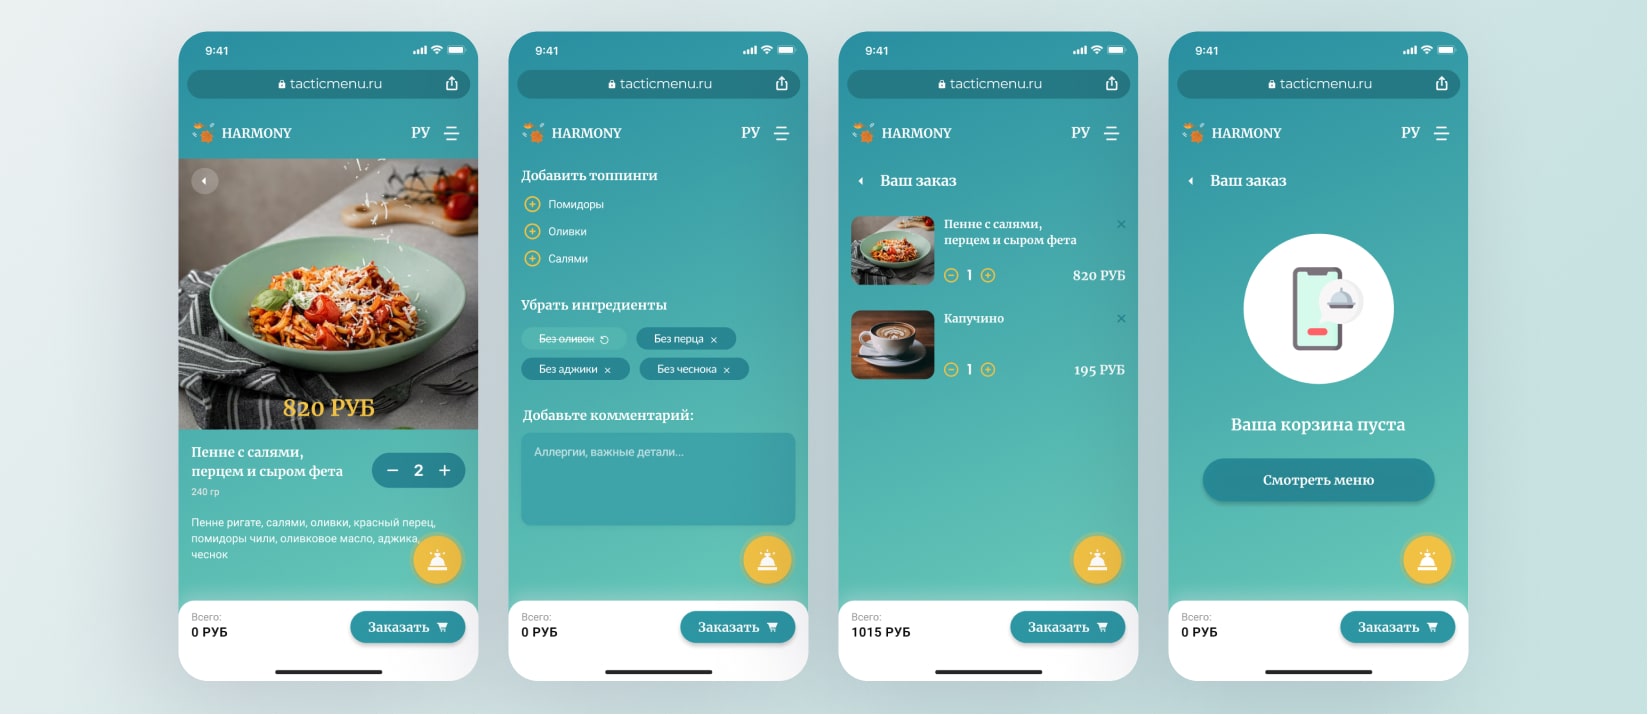 9:41
tacticmenu.ru
HARMONY
РУ
820 РУБ
Пенне с салями,
перцем и сыром фета
2
240 гр
Пенне ригате, салями, оливки, красный перец,
помидоры чили, оливковое масло, аджика,
чеснок
Всего:
0 РУБ
Заказать
9:41
tacticmenu.ru
HARMONY
РУ
Добавить топпинги
Помидоры
Оливки
Салями
Убрать ингредиенты
Без оливок
Без перца
Без аджики
Без чеснока
Добавьте комментарий:
Аллергии, важные детали...
Всего:
0 РУБ
Заказать
9:41
tacticmenu.ru
HARMONY
РУ
Ваш заказ
Пенне с салями,
перцем и сыром фета
1
820 РУБ
Капучино
1
195 РУБ
Всего:
1015 РУБ
Заказать
9:41
tacticmenu.ru
HARMONY
РУ
Ваш заказ
Ваша корзина пуста
Смотреть меню
Всего:
0 РУБ
Заказать